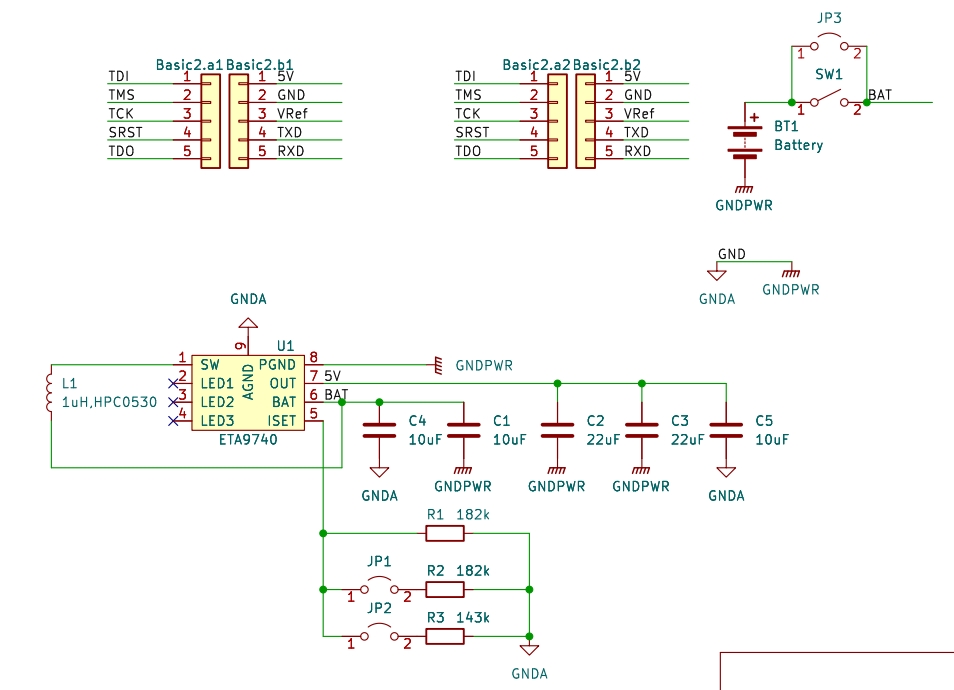 JP3
1 2
SW1
1 2
BAT
BT1
Battery
+
GNDPWR
Basic2.a1 Basic2.b1
TDI 1 1 5V
TMS 2 2 GND
TCK 3 3 VRef
SRST 4 4 TXD
TDO 5 5 RXD
Basic2.a2 Basic2.b2
TDI 1 1 5V
TMS 2 2 GND
TCK 3 3 VRef
SRST 4 4 TXD
TDO 5 5 RXD
GND
GNDA
GNDPWR
GNDA
9
U1
1 SW PGND 8
GNDPWR
2 LED1 OUT 7 5V
3 LED2 BAT 6 BAT
4 LED3 ISET 5
AGND
ETA9740
L1
1uH,HPC0530
C4
10uF
GNDA
C1
10uF
GNDPWR
C2
22uF
GNDPWR
C3
22uF
GNDPWR
C5
10uF
GNDA
R1 182k
JP1
1 2
R2 182k
JP2
1 2
R3 143k
GNDA